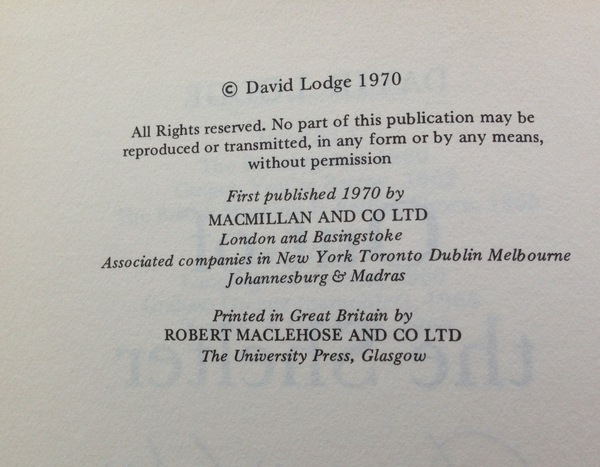 © David Lodge 1970
All Rights reserved. No part of this publication may be
reproduced or transmitted, in any form or by any means,
without permission
First published 1970 by
MACMILLAN AND CO LTD
London and Basingstoke
Associated companies in New York Toronto Dublin Melbourne
Johannesburg & Madras
Printed in Great Britain by
ROBERT MACLEHOSE AND CO LTD
The University Press, Glasgow